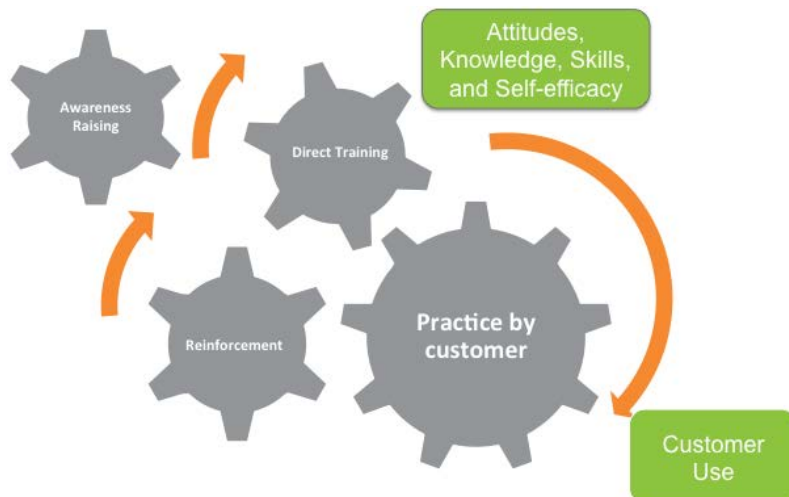 Attitudes,
Knowledge, Skills,
and Self-efficacy
Awareness
Raising
Direct Training
Reinforcement
Practice by
customer
Customer
Use